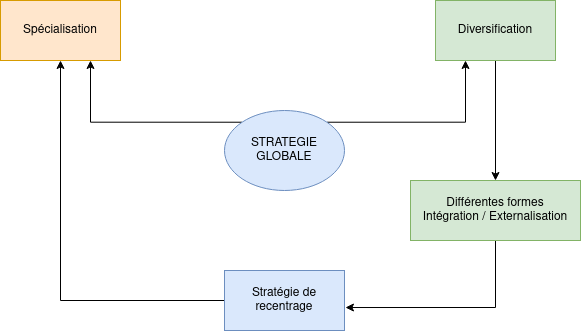 Spécialisation
Diversification
STRATEGIE
GLOBALE
Différentes formes
Intégration / Externalisation
Stratégie de
recentrage